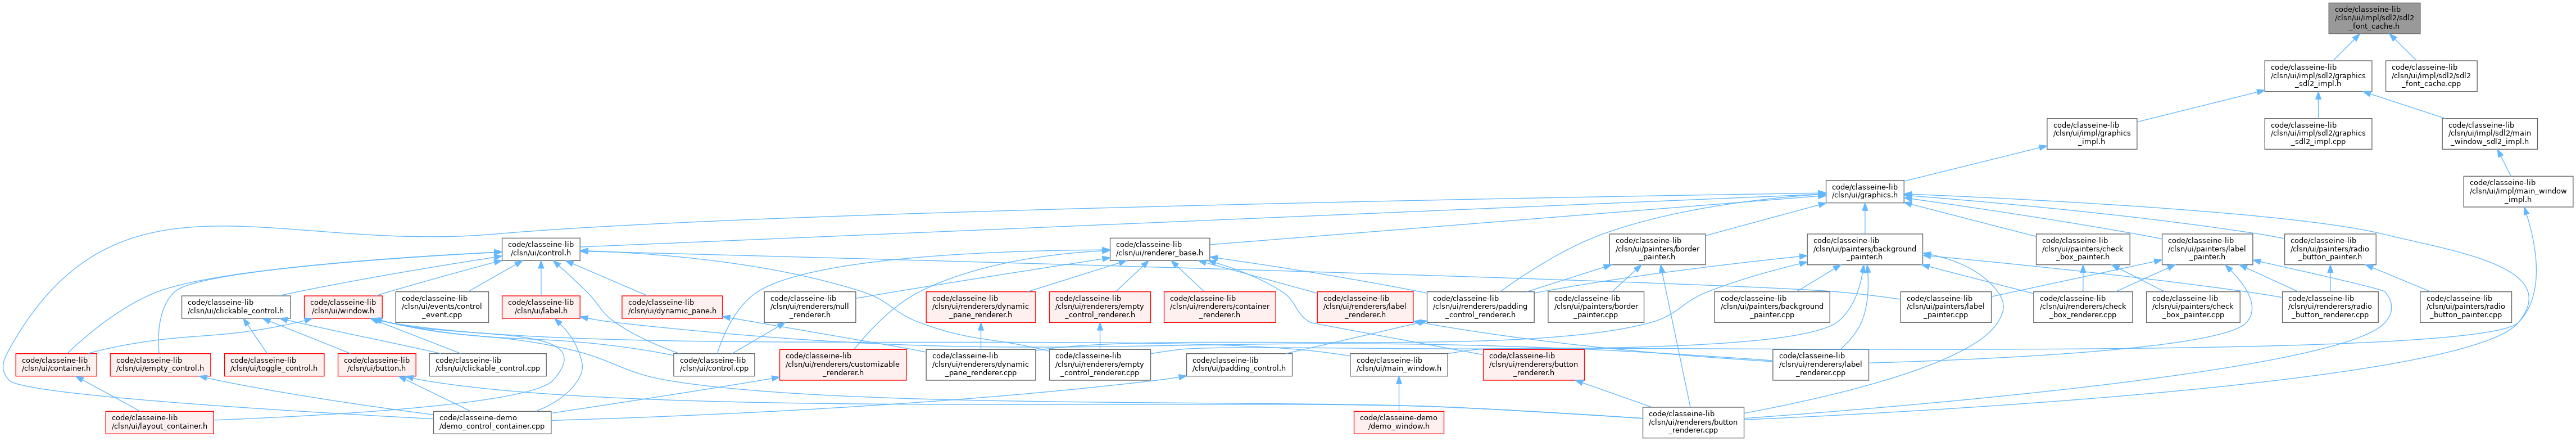 code/classeine-lib
/clsn/ui/impl/sdl2/sdl2
_font_cache.h
code/classeine-lib
/clsn/ui/impl/sdl2/graphics
_sdl2_impl.h
code/classeine-lib
/clsn/ui/impl/sdl2/sdl2
_font_cache.cpp
code/classeine-lib
/clsn/ui/impl/graphics
_impl.h
code/classeine-lib
/clsn/ui/impl/sdl2/graphics
_sdl2_impl.cpp
code/classeine-lib
/clsn/ui/impl/sdl2/main
_window_sdl2_impl.h
code/classeine-lib
/clsn/ui/graphics.h
code/classeine-lib
/clsn/ui/impl/main_window
_impl.h
code/classeine-lib
/clsn/ui/control.h
code/classeine-lib
/clsn/ui/renderer_base.h
code/classeine-lib
/clsn/ui/painters/border
_painter.h
code/classeine-lib
/clsn/ui/painters/background
_painter.h
code/classeine-lib
/clsn/ui/painters/check
_box_painter.h
code/classeine-lib
/clsn/ui/painters/label
_painter.h
code/classeine-lib
/clsn/ui/painters/radio
_button_painter.h
code/classeine-lib
/clsn/ui/clickable_control.h
code/classeine-lib
/clsn/ui/window.h
code/classeine-lib
/clsn/ui/events/control
_event.cpp
code/classeine-lib
/clsn/ui/label.h
code/classeine-lib
/clsn/ui/dynamic_pane.h
code/classeine-lib
/clsn/ui/renderers/null
_renderer.h
code/classeine-lib
/clsn/ui/renderers/dynamic
_pane_renderer.h
code/classeine-lib
/clsn/ui/renderers/empty
_control_renderer.h
code/classeine-lib
/clsn/ui/renderers/container
_renderer.h
code/classeine-lib
/clsn/ui/renderers/label
_renderer.h
code/classeine-lib
/clsn/ui/renderers/padding
_control_renderer.h
code/classeine-lib
/clsn/ui/painters/border
_painter.cpp
code/classeine-lib
/clsn/ui/painters/background
_painter.cpp
code/classeine-lib
/clsn/ui/painters/label
_painter.cpp
code/classeine-lib
/clsn/ui/renderers/check
_box_renderer.cpp
code/classeine-lib
/clsn/ui/painters/check
_box_painter.cpp
code/classeine-lib
/clsn/ui/renderers/radio
_button_renderer.cpp
code/classeine-lib
/clsn/ui/painters/radio
_button_painter.cpp
code/classeine-lib
/clsn/ui/container.h
code/classeine-lib
/clsn/ui/empty_control.h
code/classeine-lib
/clsn/ui/toggle_control.h
code/classeine-lib
/clsn/ui/button.h
code/classeine-lib
/clsn/ui/clickable_control.cpp
code/classeine-lib
/clsn/ui/control.cpp
code/classeine-lib
/clsn/ui/renderers/customizable
_renderer.h
code/classeine-lib
/clsn/ui/renderers/dynamic
_pane_renderer.cpp
code/classeine-lib
/clsn/ui/renderers/empty
_control_renderer.cpp
code/classeine-lib
/clsn/ui/padding_control.h
code/classeine-lib
/clsn/ui/main_window.h
code/classeine-lib
/clsn/ui/renderers/button
_renderer.h
code/classeine-lib
/clsn/ui/renderers/label
_renderer.cpp
code/classeine-lib
/clsn/ui/layout_container.h
code/classeine-demo
/demo_control_container.cpp
code/classeine-demo
/demo_window.h
code/classeine-lib
/clsn/ui/renderers/button
_renderer.cpp